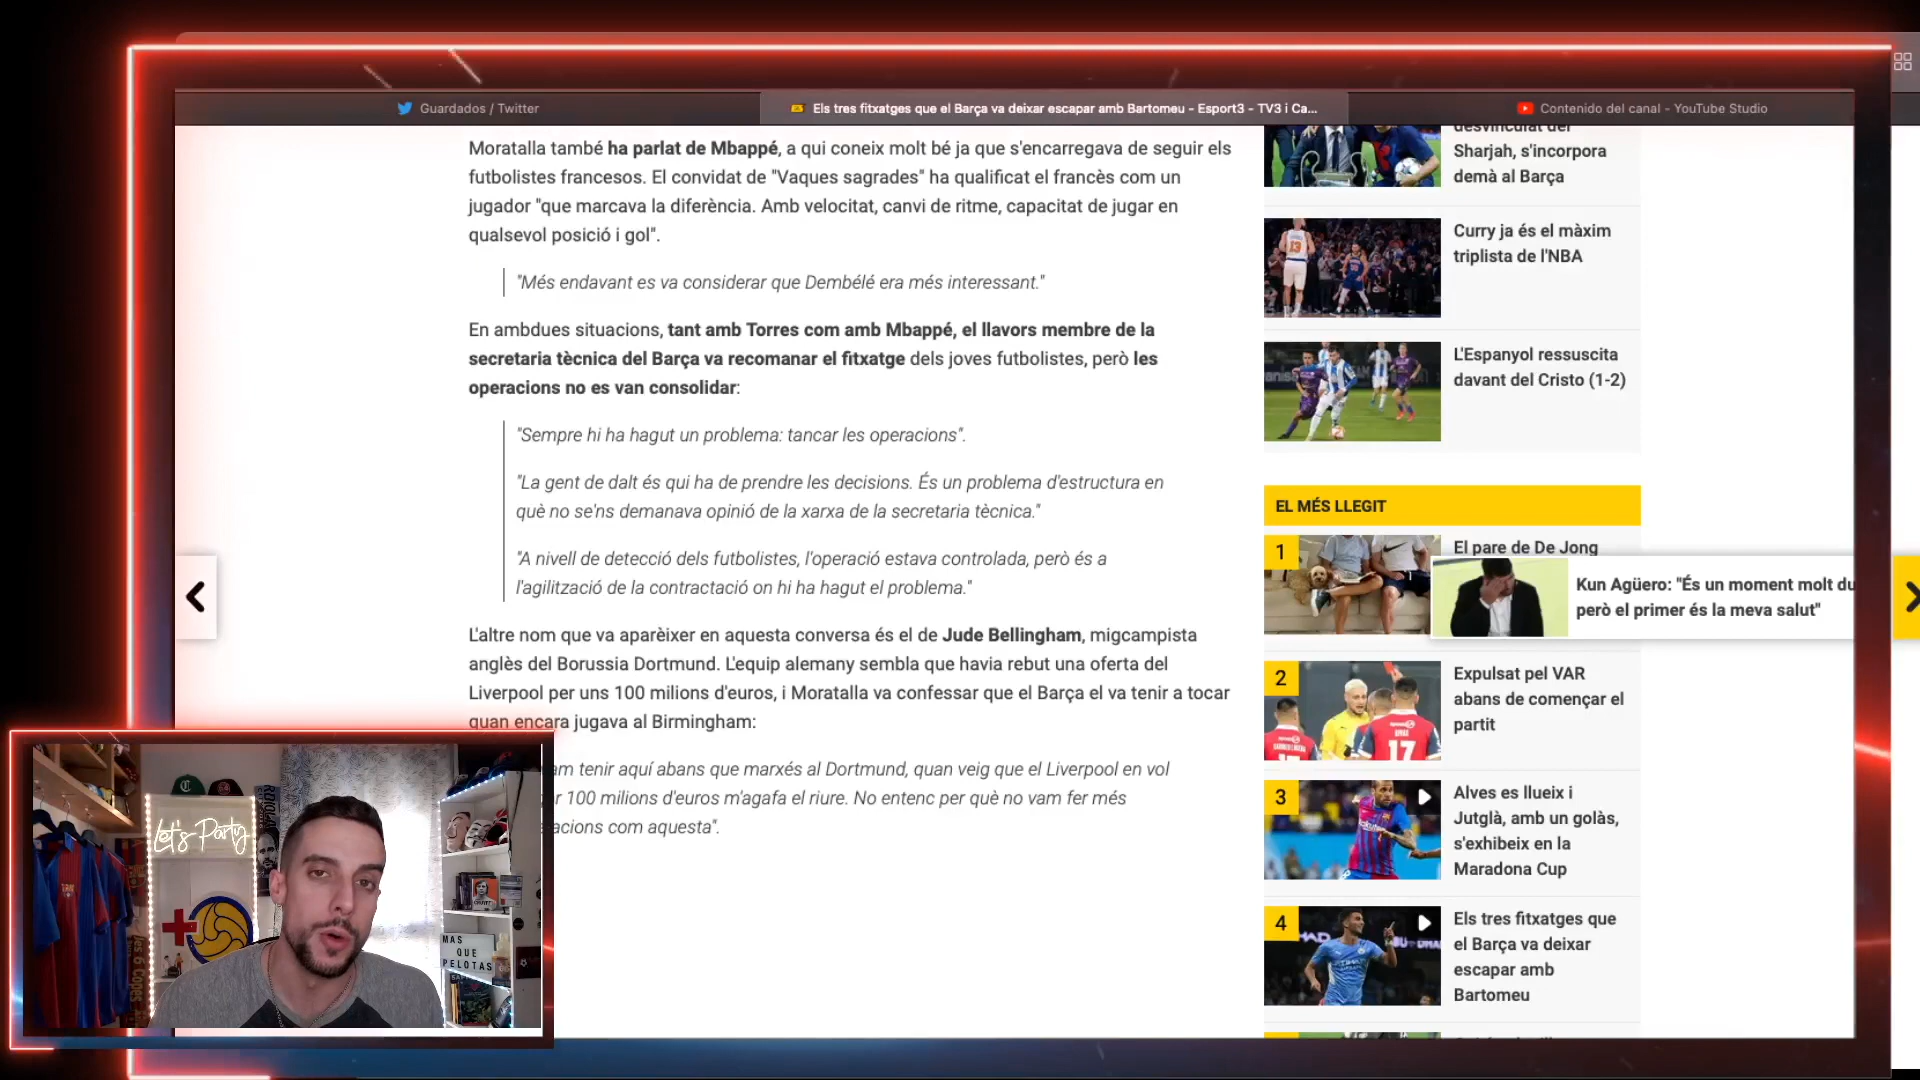 Guardados / Twitter
Els tres fitxatges que el Barça va deixar escapar amb Bartomeu - Esport3 - TV3 i Ca...
Contenido del canal - YouTube Studio
Moratalla també ha parlat de Mbappé, a qui coneix molt bé ja que s'encarregava de seguir els
futbolistes francesos. El convidat de "Vaques sagrades" ha qualificat el francès com un
jugador "que marcava la diferència. Amb velocitat, canvi de ritme, capacitat de jugar en
qualsevol posició i gol".
"Més endavant es va considerar que Dembélé era més interessant."
En ambdues situacions, tant amb Torres com amb Mbappé, el llavors membre de la
secretaria tècnica del Barça va recomanar el fitxatge dels joves futbolistes, però les
operacions no es van consolidar:
"Sempre hi ha hagut un problema: tancar les operacions".
"La gent de dalt és qui ha de prendre les decisions. És un problema d'estructura en
què no se'ns demanava opinió de la xarxa de la secretaria tècnica."
"A nivell de detecció dels futbolistes, l'operació estava controlada, però és a
l'agilització de la contractació on hi ha hagut el problema."
L'altre nom que va aparèixer en aquesta conversa és el de Jude Bellingham, migcampista
anglès del Borussia Dortmund. L'equip alemany sembla que havia rebut una oferta del
Liverpool per uns 100 milions d'euros, i Moratalla va confessar que el Barça el va tenir a tocar
quan encara jugava al Birmingham:
am tenir aquí abans que marxés al Dortmund, quan veig que el Liverpool en vol
r 100 milions d'euros m'agafa el riure. No entenc per què no vam fer més
acions com aquesta".
desvinculat del
Sharjah, s'incorpora
demà al Barça
Curry ja és el màxim
triplista de l'NBA
L'Espanyol ressuscita
davant del Cristo (1-2)
EL MÉS LLEGIT
1
El pare de De Jong
Kun Agüero: "És un moment molt du
però el primer és la meva salut"
2
Expulsat pel VAR
abans de començar el
partit
17
3
Alves es llueix i
Jutglà, amb un golàs,
s'exhibeix en la
Maradona Cup
4
Els tres fitxatges que
el Barça va deixar
escapar amb
Bartomeu
let's Party
MAS
QUE
PELOTAS